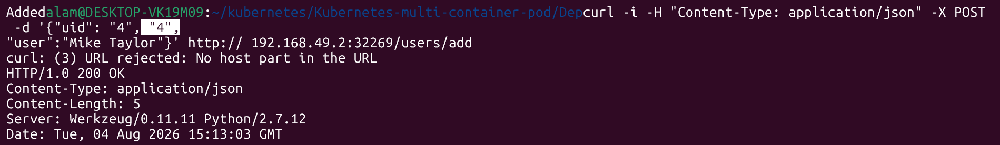 Addedalam@DESKTOP-VK19M09:~/kubernetes/Kubernetes-multi-container-pod/Depcurl -i -H "Content-Type: application/json" -X POST
 -d '{"uid": "4", "4",
"user":"Mike Taylor"}' http:// 192.168.49.2:32269/users/add
curl: (3) URL rejected: No host part in the URL
HTTP/1.0 200 OK
Content-Type: application/json
Content-Length: 5
Server: Werkzeug/0.11.11 Python/2.7.12
Date: Tue, 04 Aug 2026 15:13:03 GMT